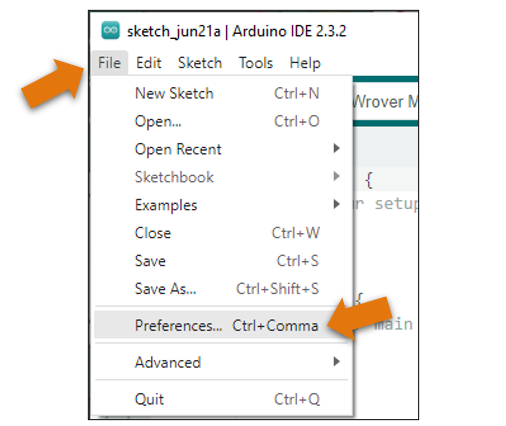 sketch_jun21a | Arduino IDE 2.3.2
File Edit Sketch Tools Help
New Sketch Ctrl+N
Wrover M
Open... Ctrl+O
Open Recent
Sketchbook
{
Examples
r setup
Close Ctrl+W
Save Ctrl+S
Save As... Ctrl+Shift+S
{
Preferences... Ctrl+Comma
main
Advanced
Quit Ctrl+Q